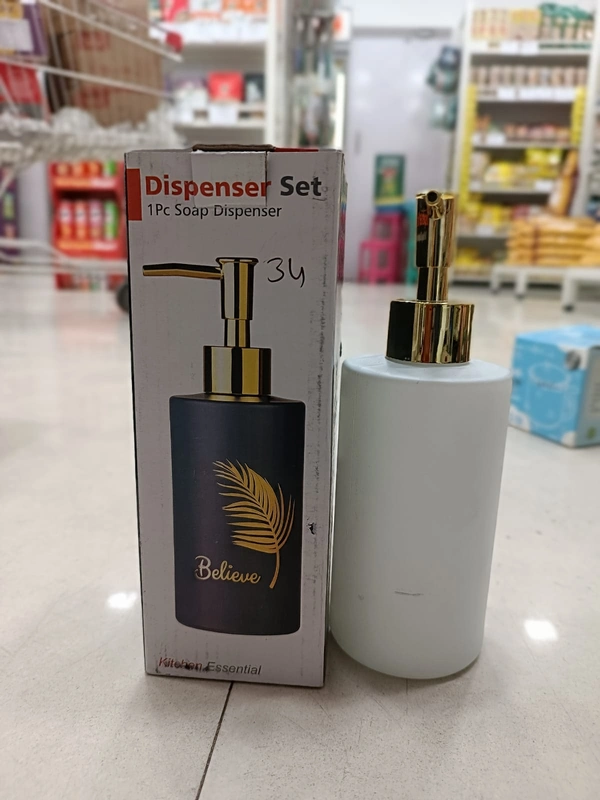 Dispenser Set
1Pc Soap Dispenser
34
Believe
Kitchen Essential